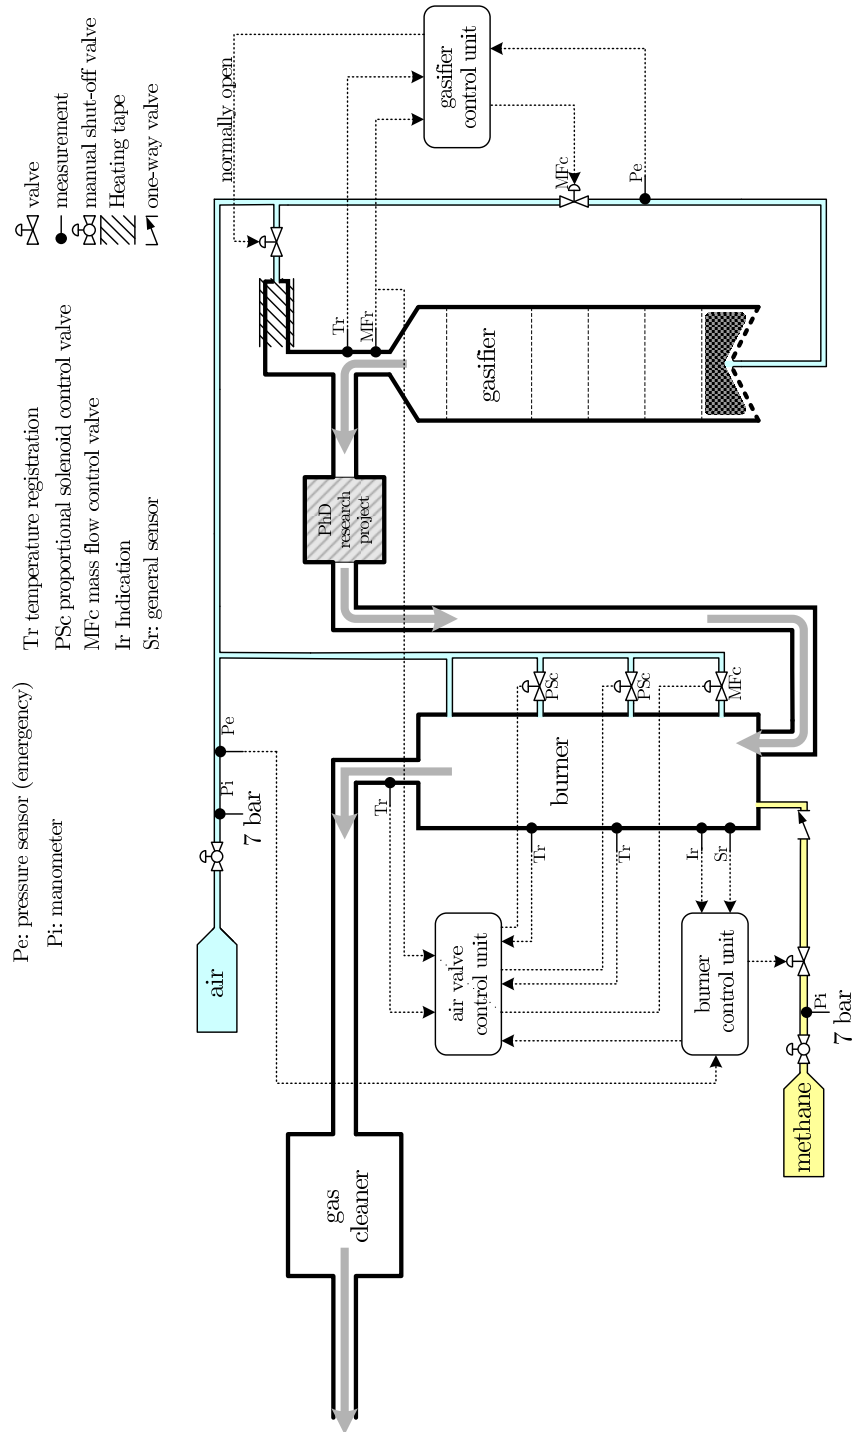 Pe: pressure sensor (emergency)
Pi: manometer
Tr temperature registration
PSc proportional solenoid control valve
MFc mass flow control valve
Ir Indication
Sr: general sensor
valve
measurement
manual shut-off valve
Heating tape
one-way valve
air
Pi
7 bar
Pe
normally open
gasifier
control unit
Tr
MFr
MFc
Pe
gasifier
PhD
research
project
PSc
PSc
MFc
burner
Tr
Tr
Tr
Ir
Sr
air valve
control unit
burner
control unit
gas
cleaner
methane
Pi
7 bar